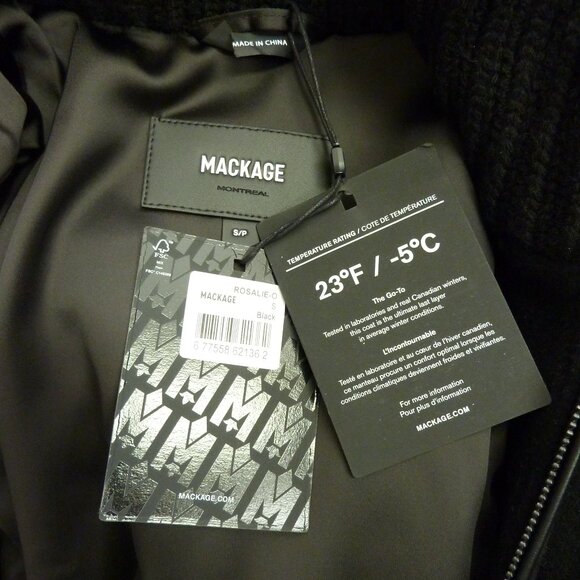 MADE IN CHINA
MACKAGE
MONTREAL
S/P
FSC
ROSALIE-O
MACKAGE
S
Black
6 77558 62136 2
MACKAGE.COM
TEMPERATURE RATING / COTE DE TEMPÉRATURE
23°F / -5°C
The Go-To
Tested in laboratories and real Canadian winters,
this coat is the ultimate last layer
in average winter conditions.
L'Incontournable
Testé en laboratoire et au cœur de l'hiver canadien,
ce manteau procure un confort optimal lorsque les
conditions climatiques deviennent froides et vivifiantes.
For more information
Pour plus d'information
MACKAGE.COM